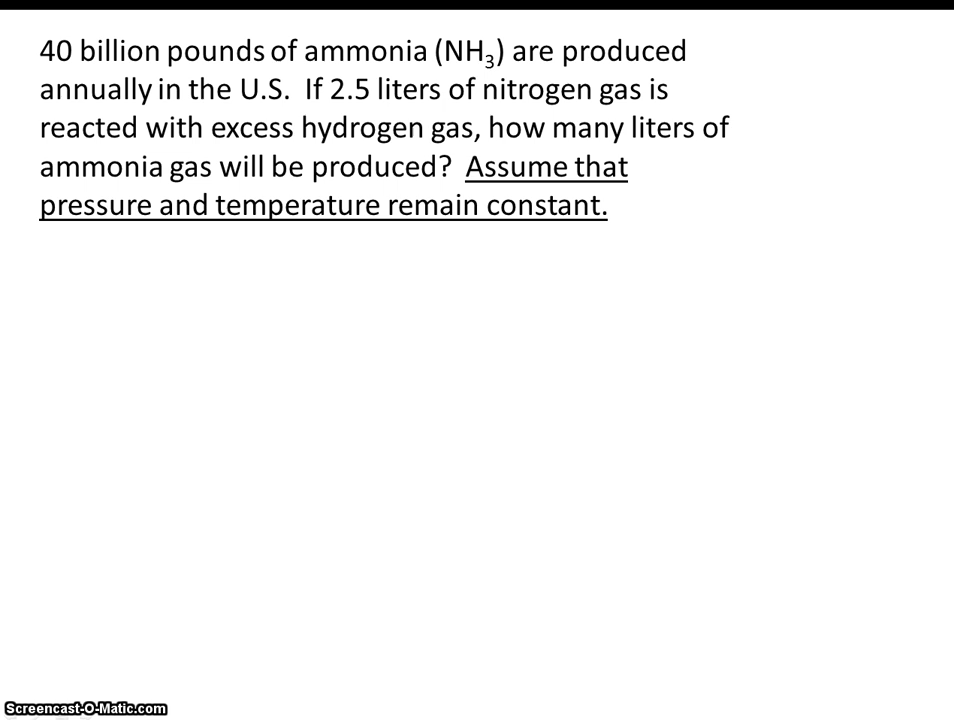 40 billion pounds of ammonia (NH₃) are produced
annually in the U.S.  If 2.5 liters of nitrogen gas is
reacted with excess hydrogen gas, how many liters of
ammonia gas will be produced?  Assume that
pressure and temperature remain constant.
Screencast-O-Matic.com